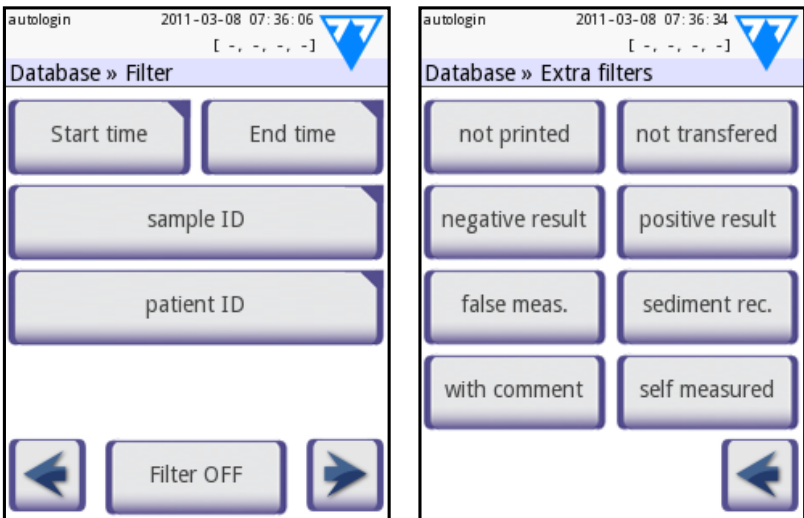 autologin 2011-03-08 07:36:06
[ -, -, -, -]
Database » Filter
Start time End time
sample ID
patient ID
Filter OFF
autologin 2011-03-08 07:36:34
[ -, -, -, -]
Database » Extra filters
not printed not transfered
negative result positive result
false meas. sediment rec.
with comment self measured